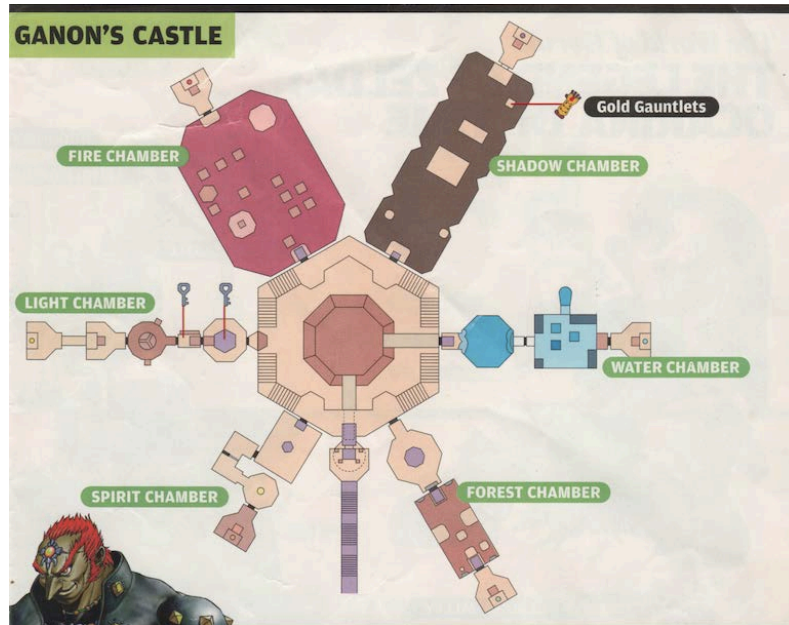 GANON'S CASTLE
Gold Gauntlets
FIRE CHAMBER
SHADOW CHAMBER
LIGHT CHAMBER
WATER CHAMBER
SPIRIT CHAMBER
FOREST CHAMBER